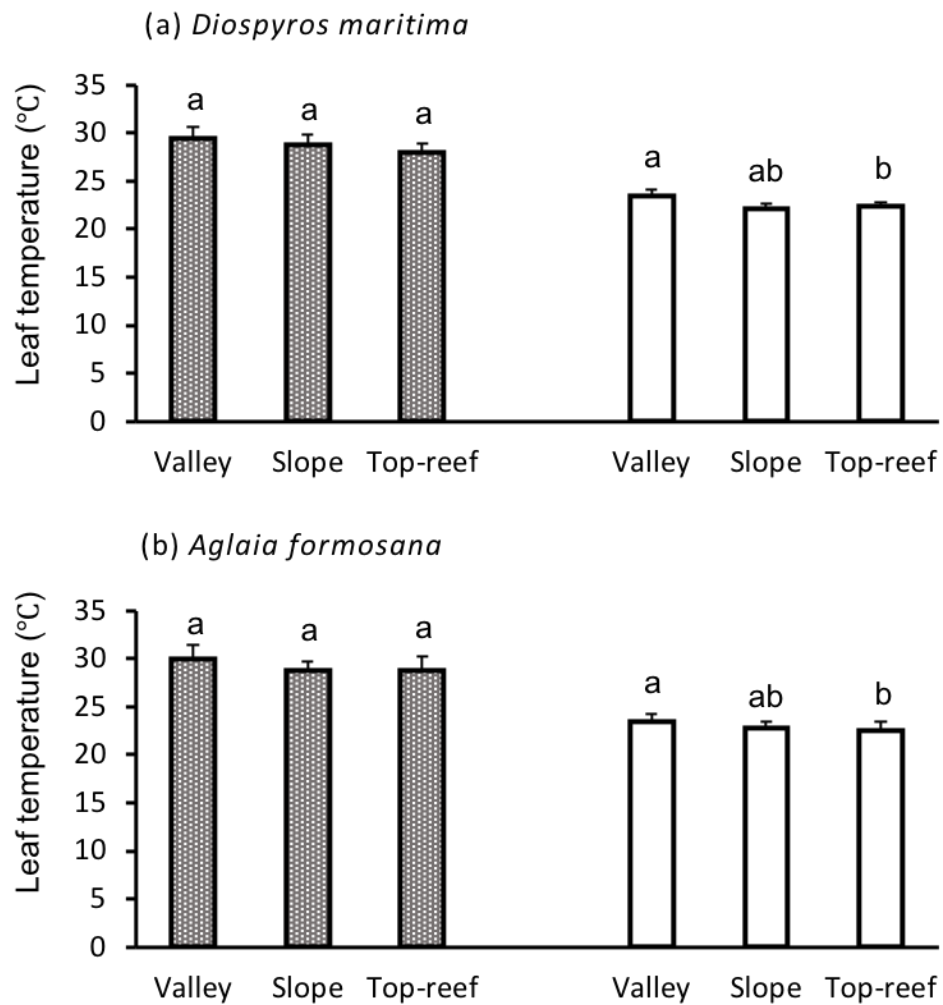 (a) Diospyros maritima
Leaf temperature (°C)
35
30
25
20
15
10
5
0
a a a a ab b
Valley Slope Top-reef Valley Slope Top-reef
(b) Aglaia formosana
Leaf temperature (°C)
35
30
25
20
15
10
5
0
a a a a ab b
Valley Slope Top-reef Valley Slope Top-reef